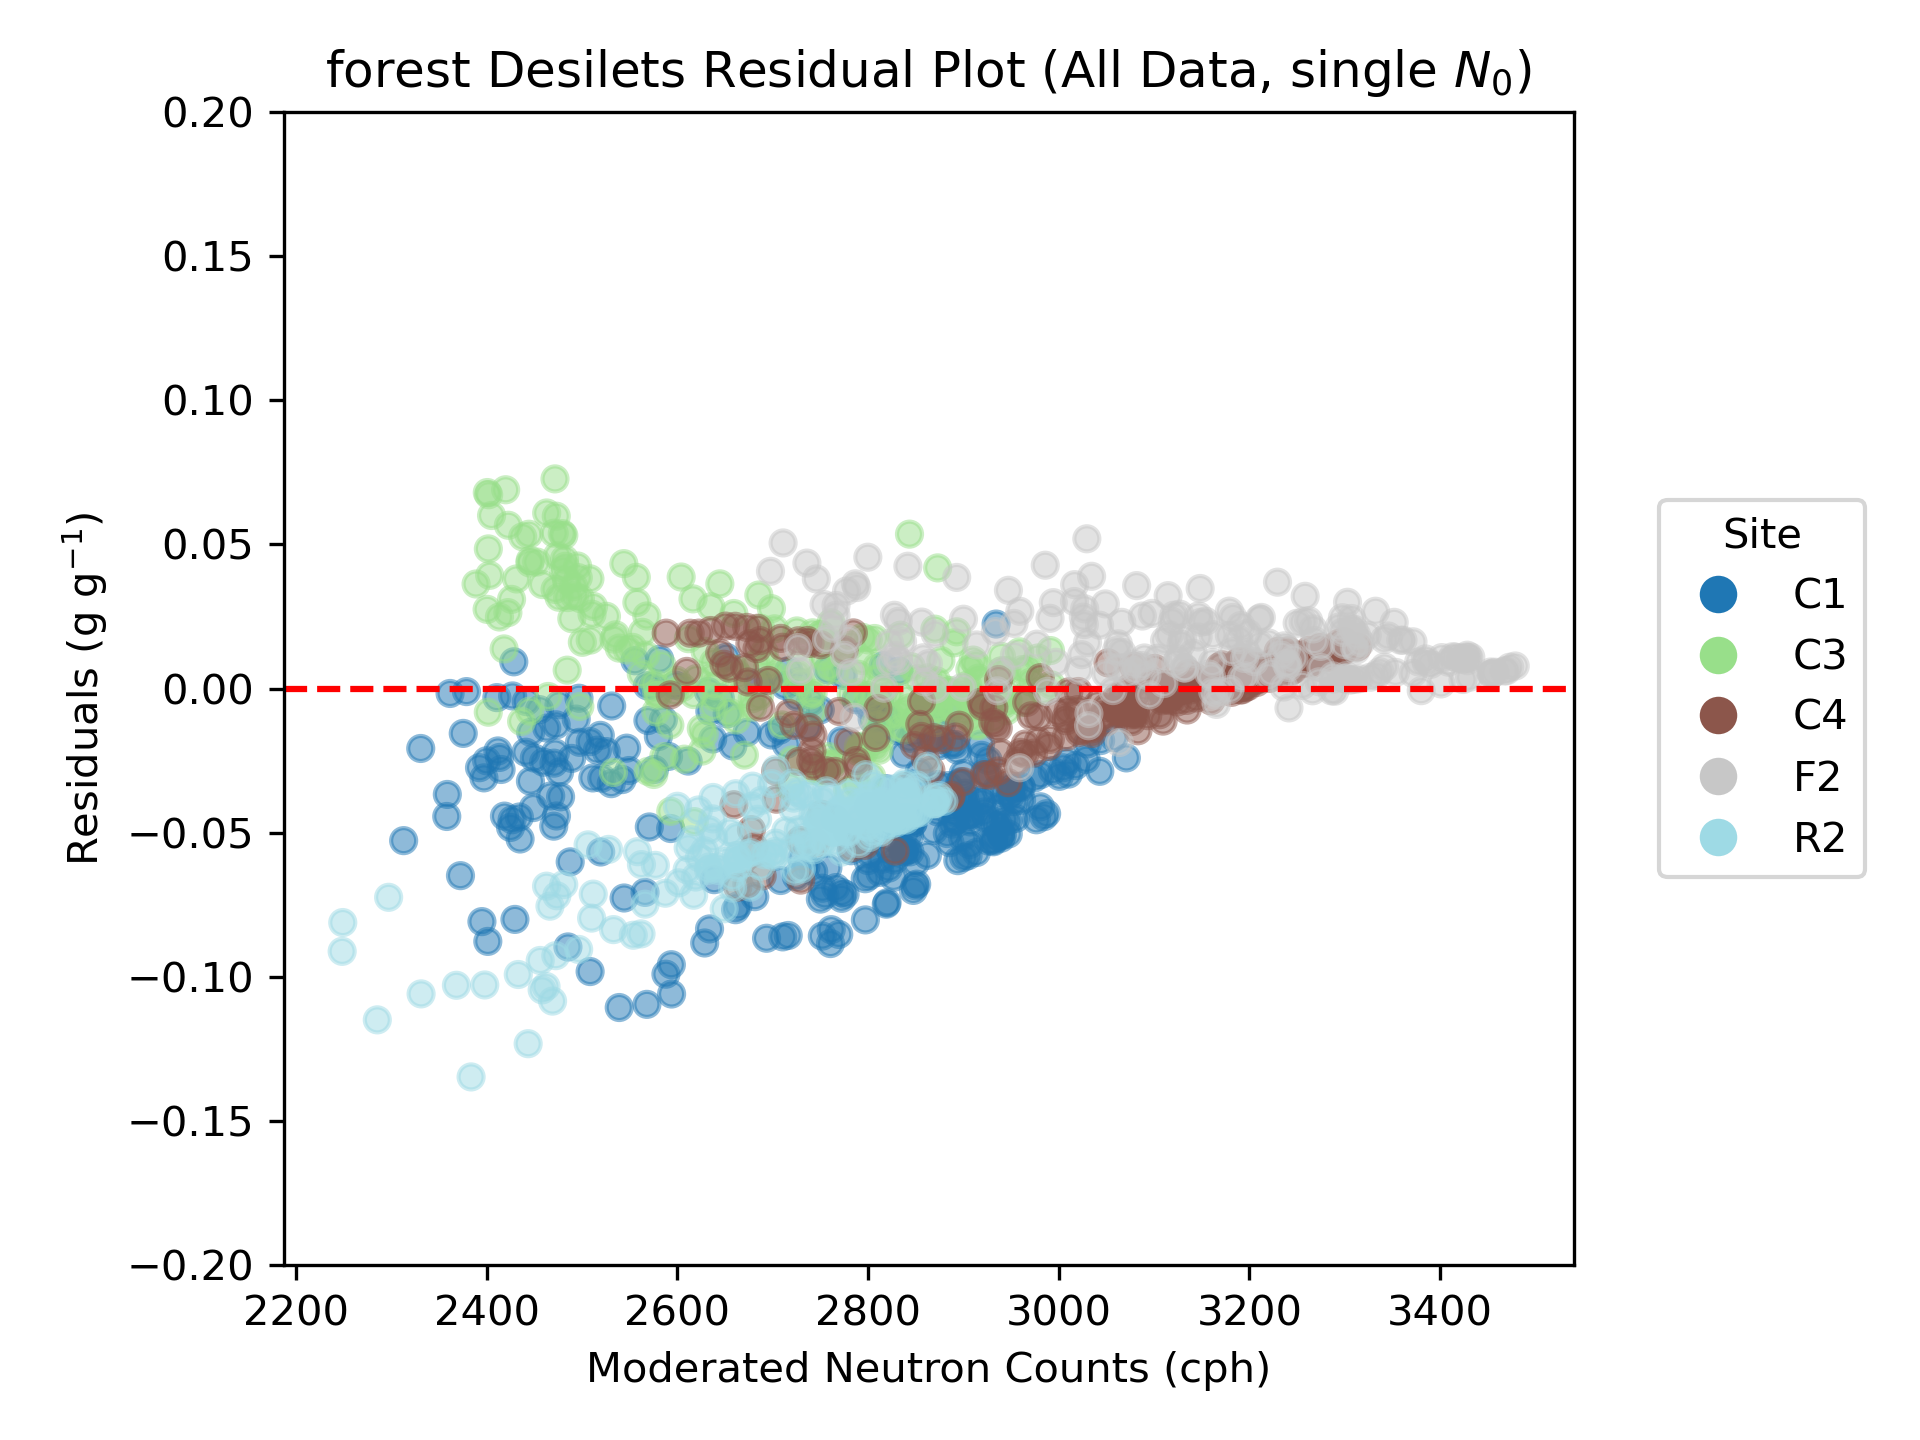 forest Desilets Residual Plot (All Data, single N₀)
0.20
0.15
0.10
0.05
0.00
−0.05
−0.10
−0.15
−0.20
Residuals (g g⁻¹)
2200 2400 2600 2800 3000 3200 3400
Moderated Neutron Counts (cph)
Site
C1
C3
C4
F2
R2